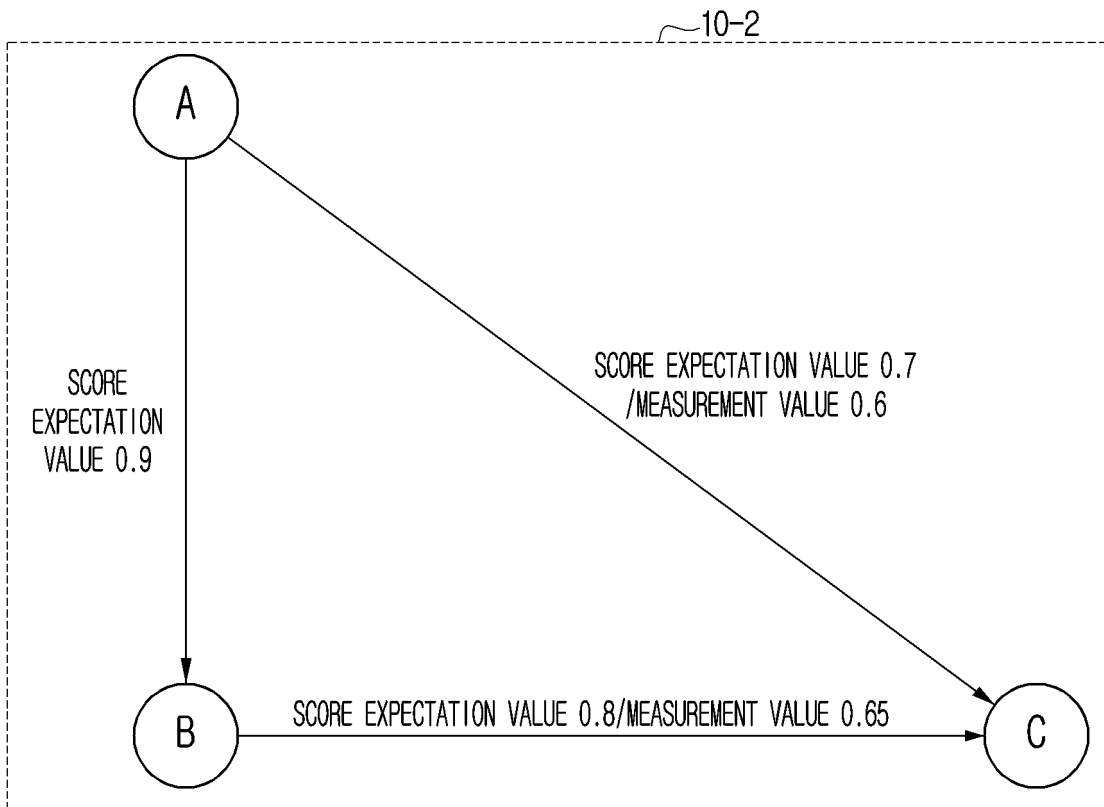 10-2
A
SCORE EXPECTATION VALUE 0.7
/MEASUREMENT VALUE 0.6
SCORE
EXPECTATION
VALUE 0.9
B
SCORE EXPECTATION VALUE 0.8/MEASUREMENT VALUE 0.65
C